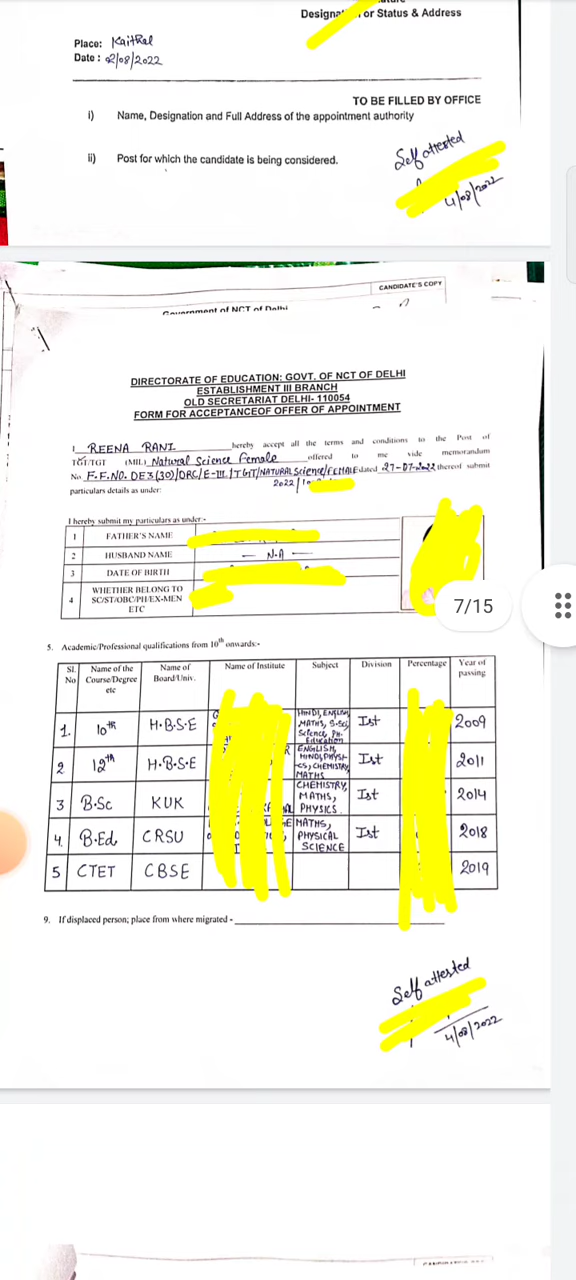 Designa or Status & Address
Place: Kaithal
Date : 02/08/2022
TO BE FILLED BY OFFICE
i) Name, Designation and Full Address of the appointment authority
ii) Post for which the candidate is being considered.
Self attested
4/08/2022
CANDIDATE'S COPY
Government of NCT of Delhi
DIRECTORATE OF EDUCATION: GOVT. OF NCT OF DELHI
ESTABLISHMENT III BRANCH
OLD SECRETARIAT DELHI- 110054
FORM FOR ACCEPTANCEOF OFFER OF APPOINTMENT
I REENA RANI hereby accept all the terms and conditions to the Post of
TGT/TGT (MIL) Natural Science Female offered to me vide memorandum
No F.F.NO. DE3(30)/DRC/E-III/TGT/NATURAL Science/FEMALE dated 27-07-2022 thereof submit
2022/
particulars details as under:
I hereby submit my particulars as under:-
1 FATHER'S NAME
2 HUSBAND NAME — N.A —
3 DATE OF BIRTH
4 WHETHER BELONG TO
SC/ST/OBC/PH/EX-MEN
ETC
7/15
5. Academic/Professional qualifications from 10th onwards:-
Sl. No Name of the Course/Degree etc Name of Board/Univ. Name of Institute Subject Division Percentage Year of passing
1. 10th H.B.S.E HINDI, ENGLISH, MATHS, S.Sc, Science, PH. Education Ist 2009
2 12th H.B.S.E ENGLISH, HINDI, PHYSICS, CHEMISTRY, MATHS Ist 2011
3 B.Sc KUK CHEMISTRY, MATHS, PHYSICS. Ist 2014
4. B.Ed. CRSU MATHS, PHYSICAL SCIENCE Ist 2018
5 CTET CBSE 2019
9. If displaced person; place from where migrated -
Self attested
4/08/2022